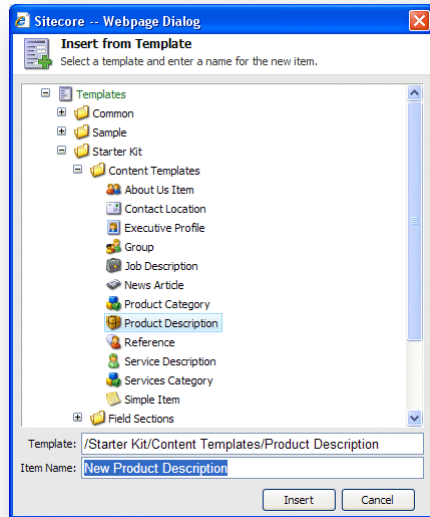 Sitecore -- Webpage Dialog
Insert from Template
Select a template and enter a name for the new item.
Templates
Common
Sample
Starter Kit
Content Templates
About Us Item
Contact Location
Executive Profile
Group
Job Description
News Article
Product Category
Product Description
Reference
Service Description
Services Category
Simple Item
Field Sections
Template: /Starter Kit/Content Templates/Product Description
Item Name: New Product Description
Insert Cancel